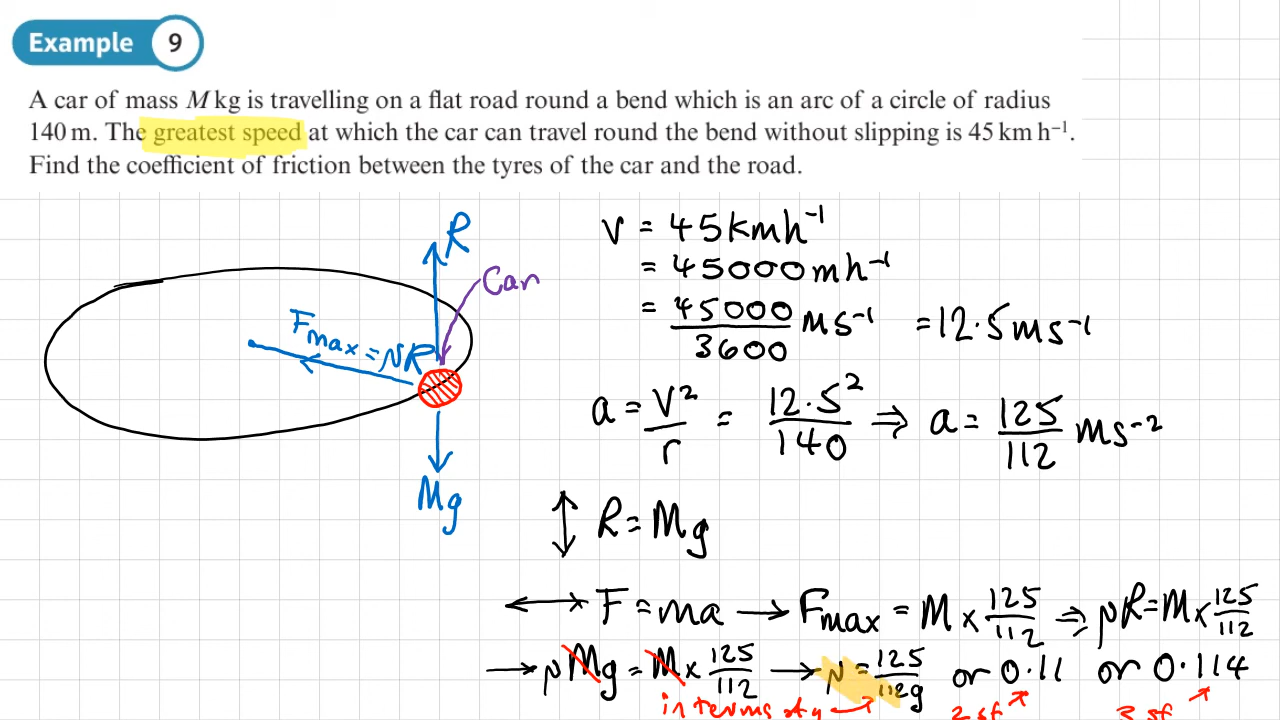 Example 9
A car of mass M kg is travelling on a flat road round a bend which is an arc of a circle of radius
140 m. The greatest speed at which the car can travel round the bend without slipping is 45 km h⁻¹.
Find the coefficient of friction between the tyres of the car and the road.
R
Car
Fmax = μR
Mg
v = 45kmh⁻¹
= 45000mh⁻¹
= 45000/3600 ms⁻¹ = 12.5ms⁻¹
a = v²/r = 12.5²/140 ⇒ a = 125/112 ms⁻²
↕ R = Mg
↔ F = ma → Fmax = M × 125/112 ⇒ μR = M × 125/112
→ μMg = M × 125/112 → μ = 125/112g or 0.11 or 0.114
in terms of g 2 sf 3 sf